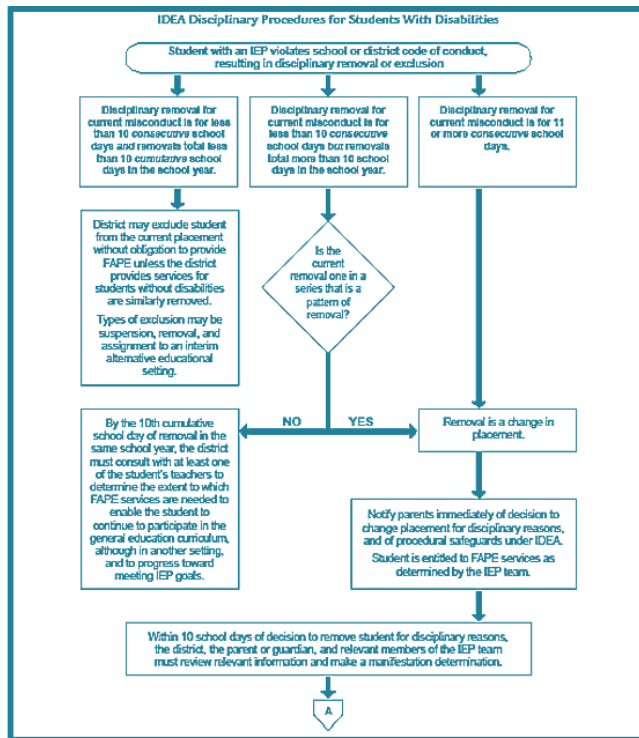 IDEA Disciplinary Procedures for Students With Disabilities
Student with an IEP violates school or district code of conduct,
resulting in disciplinary removal or exclusion
Disciplinary removal for
current misconduct is for less
than 10 consecutive school
days and removals total less
than 10 cumulative school
days in the school year.
Disciplinary removal for
current misconduct is for
less than 10 consecutive
school days but removals
total more than 10 school
days in the school year.
Disciplinary removal for
current misconduct is for 11
or more consecutive school
days.
District may exclude student
from the current placement
without obligation to provide
FAPE unless the district
provides services for
students without disabilities
are similarly removed.
Types of exclusion may be
suspension, removal, and
assignment to an interim
alternative educational
setting.
Is the
current
removal one in a
series that is a
pattern of
removal?
NO
YES
By the 10th cumulative
school day of removal in the
same school year, the district
must consult with at least one
of the student's teachers to
determine the extent to which
FAPE services are needed to
enable the student to
continue to participate in the
general education curriculum,
although in another setting,
and to progress toward
meeting IEP goals.
Removal is a change in
placement.
Notify parents immediately of decision to
change placement for disciplinary reasons,
and of procedural safeguards under IDEA.
Student is entitled to FAPE services as
determined by the IEP team.
Within 10 school days of decision to remove student for disciplinary reasons,
the district, the parent or guardian, and relevant members of the IEP team
must review relevant information and make a manifestation determination.
A